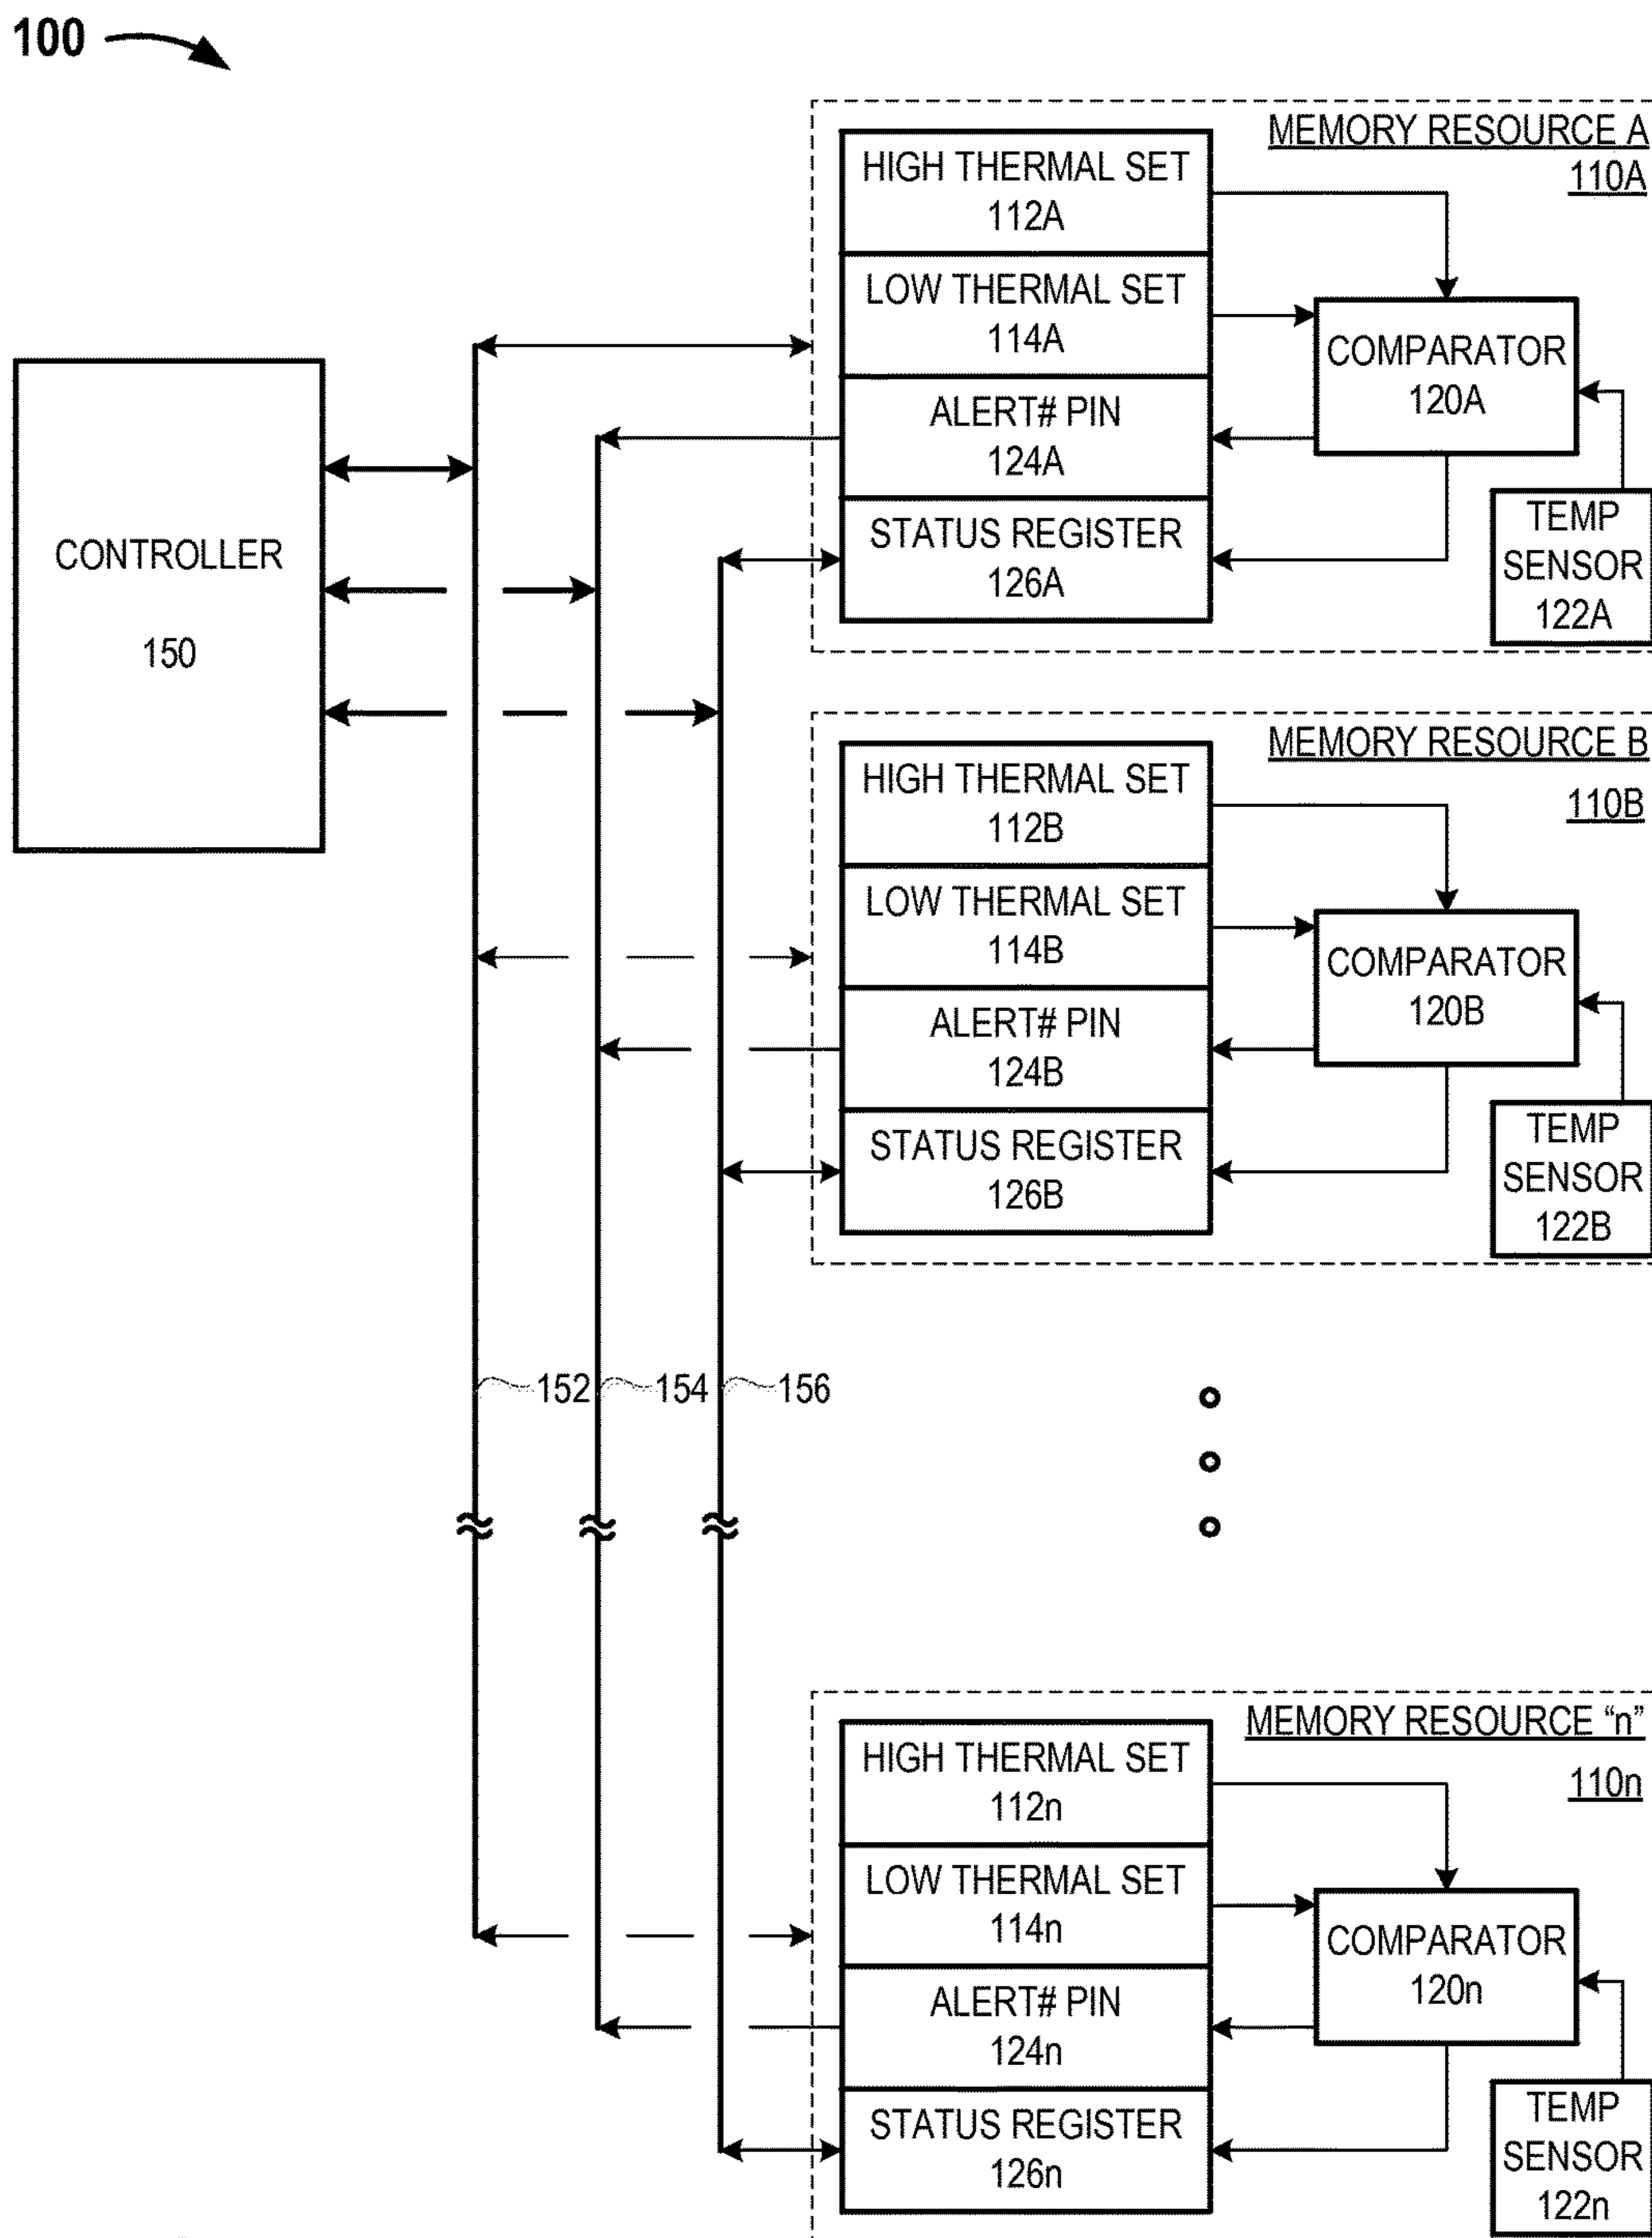 100
MEMORY RESOURCE A
110A
HIGH THERMAL SET
112A
LOW THERMAL SET
114A
ALERT# PIN
124A
STATUS REGISTER
126A
COMPARATOR
120A
TEMP
SENSOR
122A
CONTROLLER
150
MEMORY RESOURCE B
110B
HIGH THERMAL SET
112B
LOW THERMAL SET
114B
ALERT# PIN
124B
STATUS REGISTER
126B
COMPARATOR
120B
TEMP
SENSOR
122B
152 154 156
MEMORY RESOURCE “n”
110n
HIGH THERMAL SET
112n
LOW THERMAL SET
114n
ALERT# PIN
124n
STATUS REGISTER
126n
COMPARATOR
120n
TEMP
SENSOR
122n